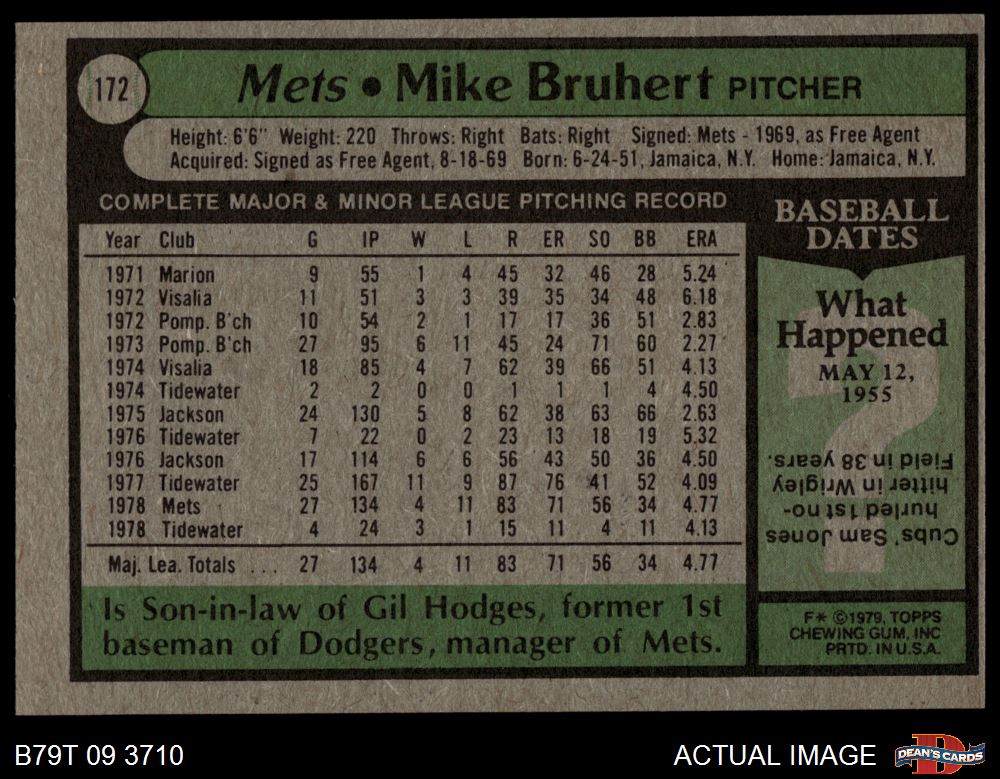 172
Mets • Mike Bruhert PITCHER
Height: 6'6" Weight: 220 Throws: Right Bats: Right Signed: Mets - 1969, as Free Agent
Acquired: Signed as Free Agent, 8-18-69 Born: 6-24-51, Jamaica, N.Y. Home: Jamaica, N.Y.
COMPLETE MAJOR & MINOR LEAGUE PITCHING RECORD
Year Club G IP W L R ER SO BB ERA
1971 Marion 9 55 1 4 45 32 46 28 5.24
1972 Visalia 11 51 3 3 39 35 34 48 6.18
1972 Pomp. B'ch 10 54 2 1 17 17 36 51 2.83
1973 Pomp. B'ch 27 95 6 11 45 24 71 60 2.27
1974 Visalia 18 85 4 7 62 39 66 51 4.13
1974 Tidewater 2 2 0 0 1 1 1 4 4.50
1975 Jackson 24 130 5 8 62 38 63 66 2.63
1976 Tidewater 7 22 0 2 23 13 18 19 5.32
1976 Jackson 17 114 6 6 56 43 50 36 4.50
1977 Tidewater 25 167 11 9 87 76 41 52 4.09
1978 Mets 27 134 4 11 83 71 56 34 4.77
1978 Tidewater 4 24 3 1 15 11 4 11 4.13
Maj. Lea. Totals ... 27 134 4 11 83 71 56 34 4.77
Is Son-in-law of Gil Hodges, former 1st
baseman of Dodgers, manager of Mets.
BASEBALL
DATES
What
Happened
MAY 12,
1955
?
Cubs' Sam Jones
hurled 1st no-
hitter in Wrigley
Field in 38 years.
F* ©1979, TOPPS
CHEWING GUM, INC
PRTD. IN U.S.A.
B79T 09 3710
ACTUAL IMAGE
D
DEAN'S CARDS